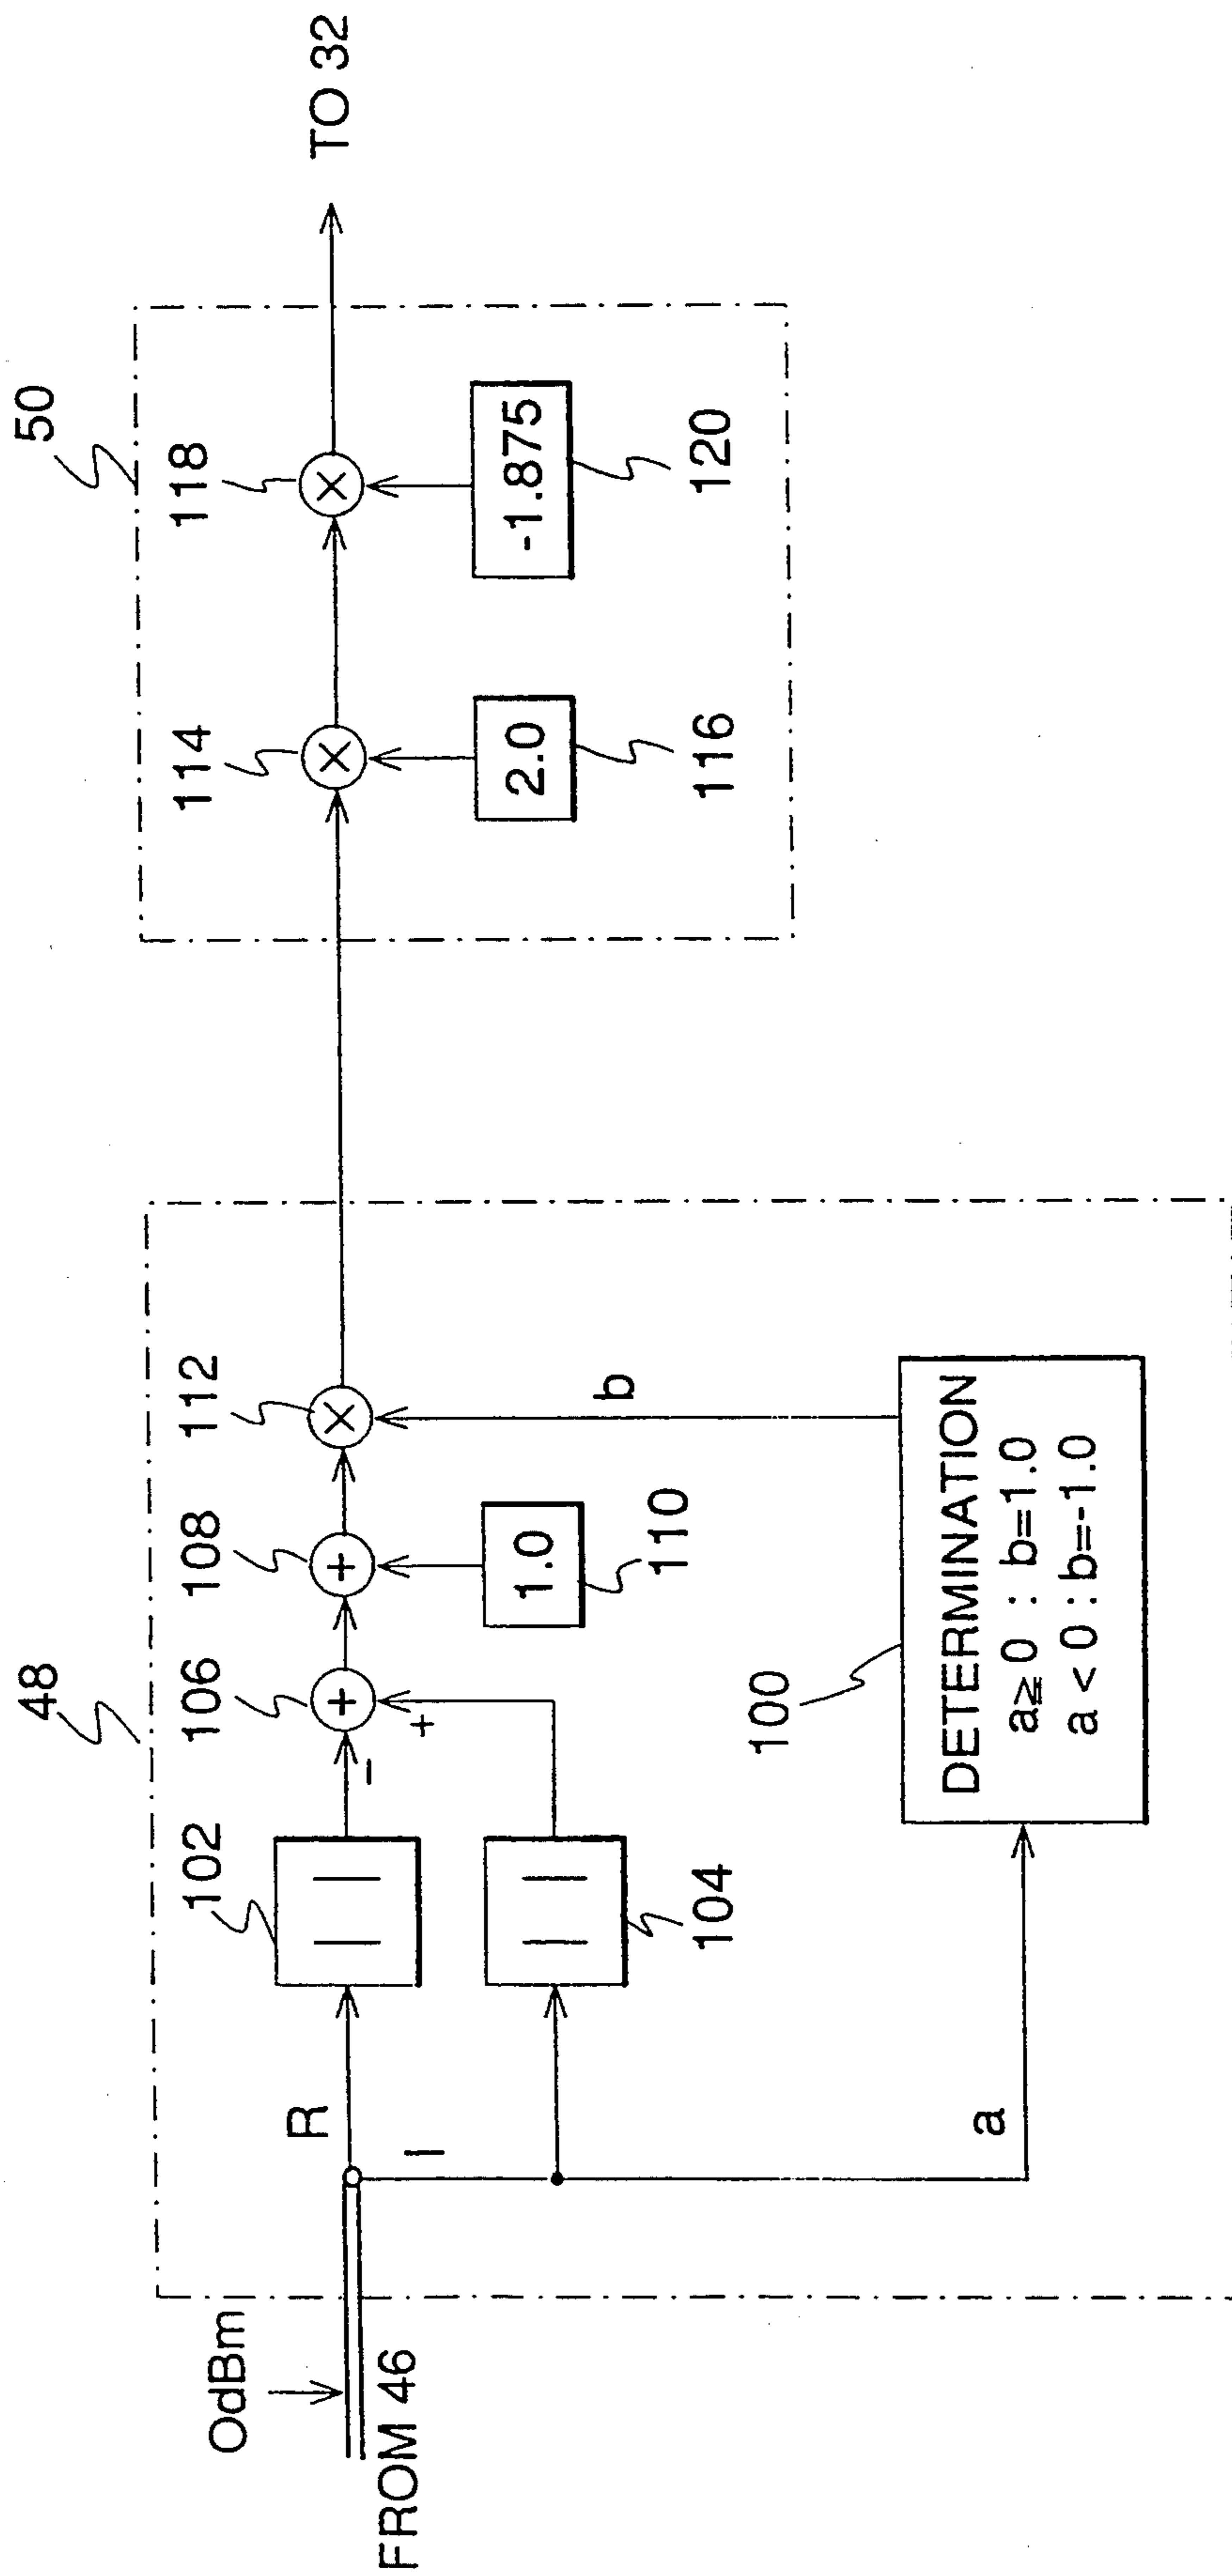 48
50
102
106
108
112
114
118
TO 32
0dBm
FROM 46
R
I
| |
| |
−
+
+
+
×
×
×
1.0
2.0
-1.875
104
110
116
120
b
a
100
DETERMINATION
a≧0 : b=1.0
a<0 : b=-1.0